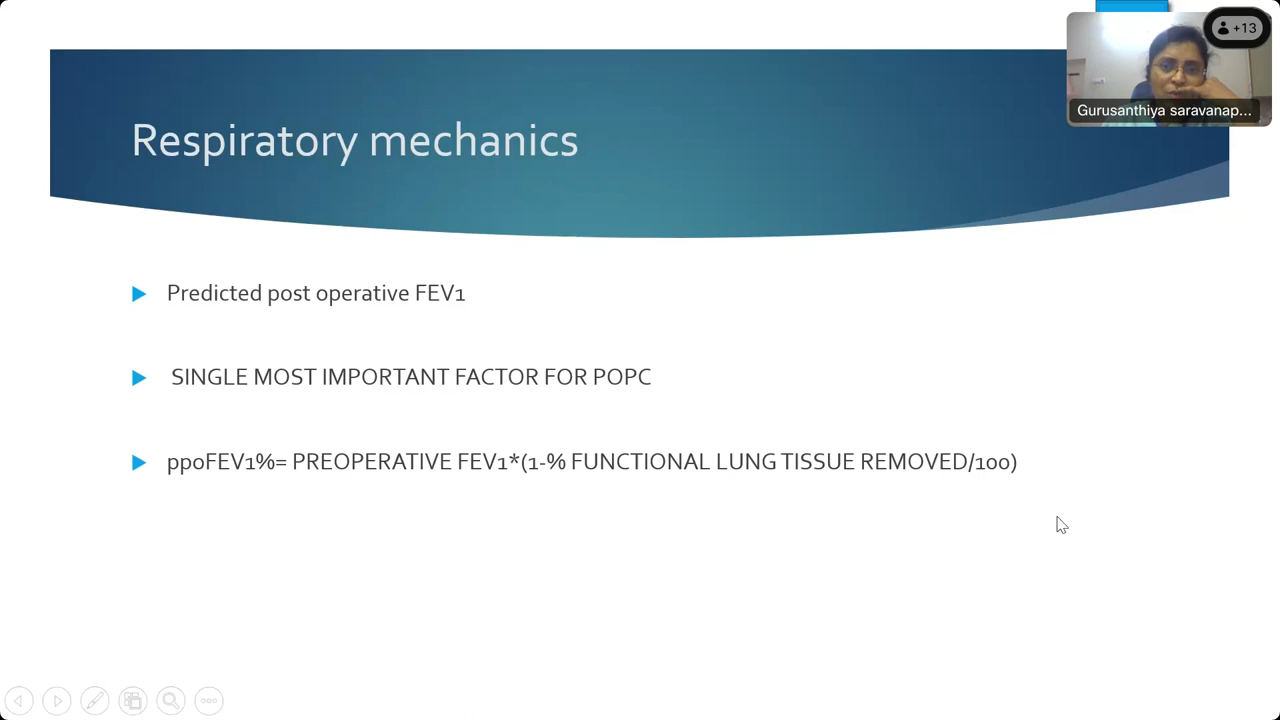 +13
Gurusanthiya saravanap...
Respiratory mechanics
Predicted post operative FEV1
SINGLE MOST IMPORTANT FACTOR FOR POPC
ppoFEV1%= PREOPERATIVE FEV1*(1-% FUNCTIONAL LUNG TISSUE REMOVED/100)